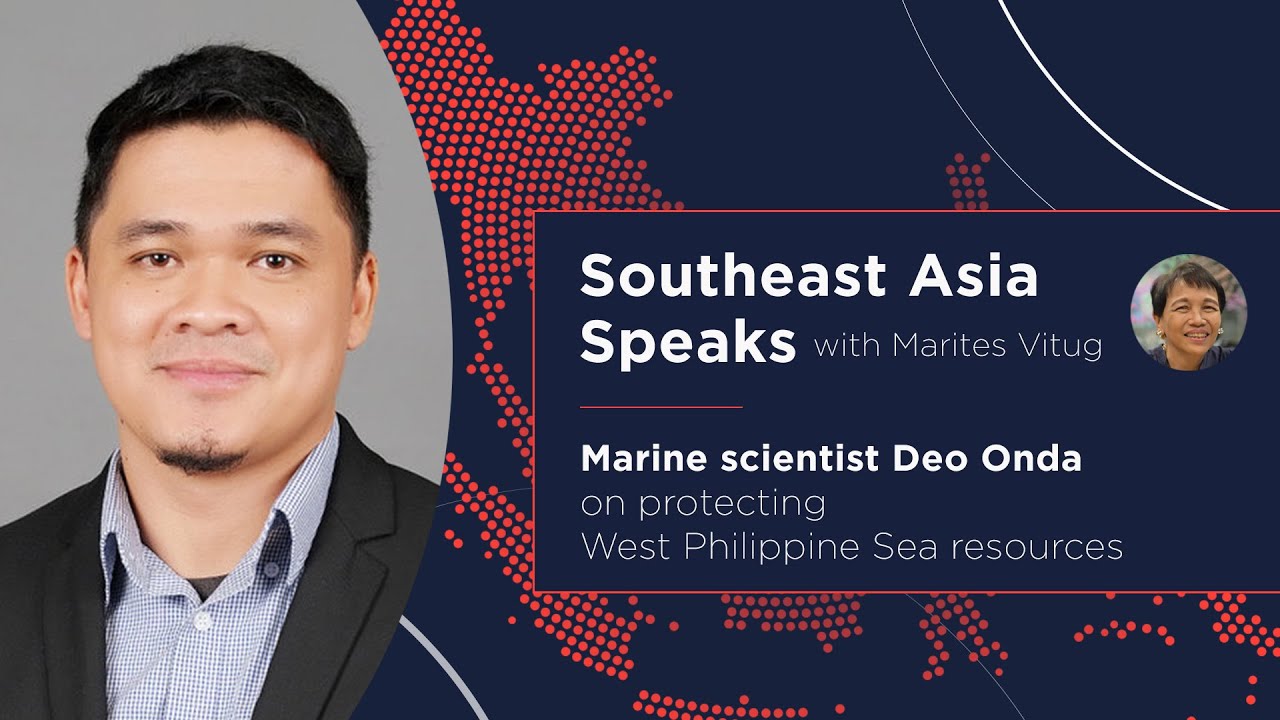 Southeast Asia
Speaks with Marites Vitug
Marine scientist Deo Onda
on protecting
West Philippine Sea resources